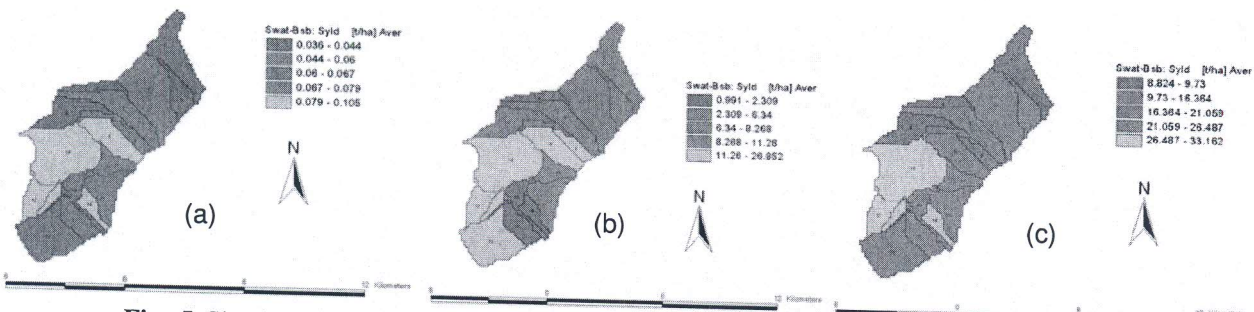 Swat-Bsb: Syld [t/ha] Aver
0.036 - 0.044
0.044 - 0.06
0.06 - 0.067
0.067 - 0.079
0.079 - 0.105
N
(a)
12 Kilometers
Swat-Bsb: Syld [t/ha] Aver
0.991 - 2.309
2.309 - 6.34
6.34 - 8.268
8.268 - 11.26
11.26 - 26.852
N
(b)
12 Kilometers
Swat-Bsb: Syld [t/ha] Aver
8.824 - 9.73
9.73 - 16.364
16.364 - 21.059
21.059 - 26.487
26.487 - 33.162
N
(c)